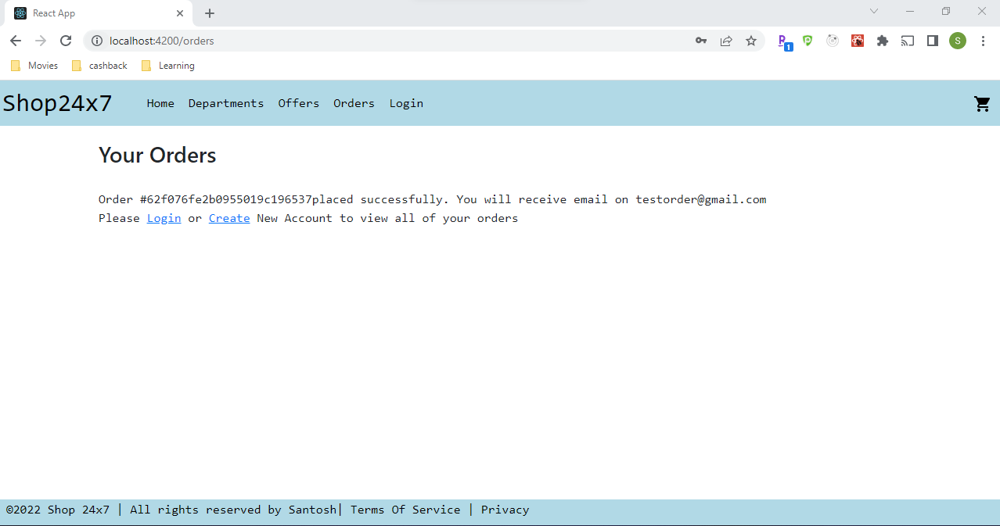 React App
localhost:4200/orders
1
S
Movies
cashback
Learning
Shop24x7
Home Departments Offers Orders Login
Your Orders
Order #62f076fe2b0955019c196537placed successfully. You will receive email on testorder@gmail.com
Please Login or Create New Account to view all of your orders
©2022 Shop 24x7 | All rights reserved by Santosh| Terms Of Service | Privacy